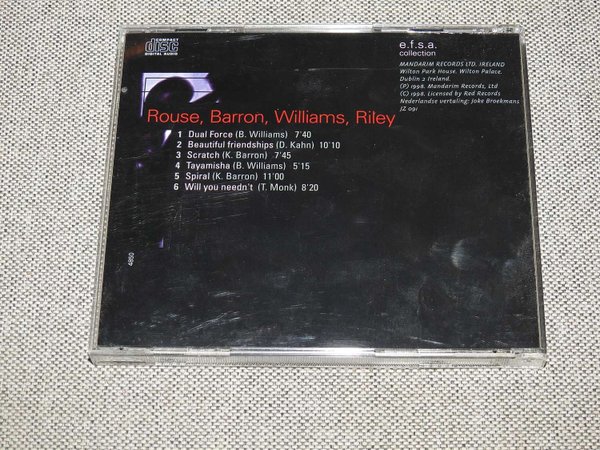 COMPACT
disc
DIGITAL AUDIO
e.f.s.a.
collection
MANDARIM RECORDS LTD. IRELAND
Wilton Park House. Wilton Palace.
Dublin 2 Ireland.
(P) 1998. Mandarim Records, Ltd
(C) 1998. Licensed by Red Records
Nederlandse vertaling: Joke Broekmans
JZ 091
Rouse, Barron, Williams, Riley
1 Dual Force (B. Williams) 7'40
2 Beautiful friendships (D. Kahn) 10'10
3 Scratch (K. Barron) 7'45
4 Tayamisha (B. Williams) 5'15
5 Spiral (K. Barron) 11'00
6 Will you needn't (T. Monk) 8'20
4850